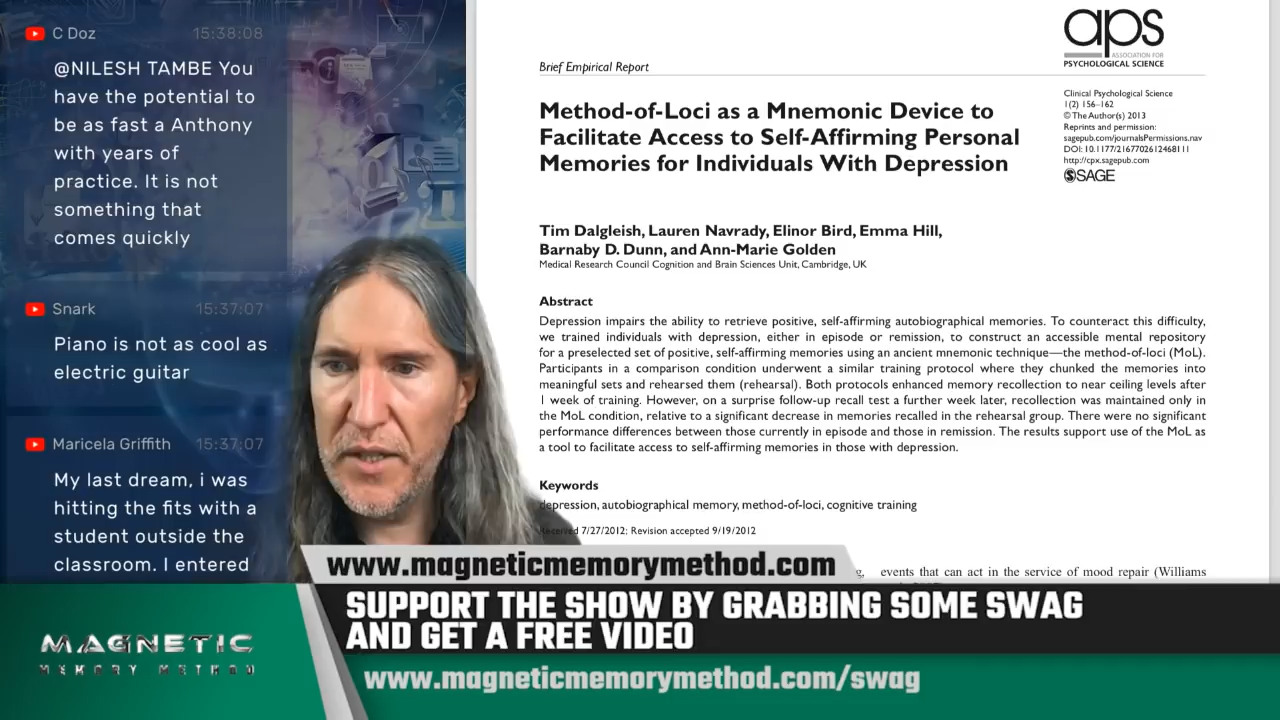 C Doz 15:38:08
@NILESH TAMBE You
have the potential to
be as fast a Anthony
with years of
practice. It is not
something that
comes quickly
Snark 15:37:07
Piano is not as cool as
electric guitar
Maricela Griffith 15:37:07
My last dream, i was
hitting the fits with a
student outside the
classroom. I entered
aps
ASSOCIATION FOR
PSYCHOLOGICAL SCIENCE
Brief Empirical Report
Method-of-Loci as a Mnemonic Device to
Facilitate Access to Self-Affirming Personal
Memories for Individuals With Depression
Clinical Psychological Science
1(2) 156–162
© The Author(s) 2013
Reprints and permission:
sagepub.com/journalsPermissions.nav
DOI: 10.1177/2167702612468111
http://cpx.sagepub.com
SAGE
Tim Dalgleish, Lauren Navrady, Elinor Bird, Emma Hill,
Barnaby D. Dunn, and Ann-Marie Golden
Medical Research Council Cognition and Brain Sciences Unit, Cambridge, UK
Abstract
Depression impairs the ability to retrieve positive, self-affirming autobiographical memories. To counteract this difficulty,
we trained individuals with depression, either in episode or remission, to construct an accessible mental repository
for a preselected set of positive, self-affirming memories using an ancient mnemonic technique—the method-of-loci (MoL).
Participants in a comparison condition underwent a similar training protocol where they chunked the memories into
meaningful sets and rehearsed them (rehearsal). Both protocols enhanced memory recollection to near ceiling levels after
1 week of training. However, on a surprise follow-up recall test a further week later, recollection was maintained only in
the MoL condition, relative to a significant decrease in memories recalled in the rehearsal group. There were no significant
performance differences between those currently in episode and those in remission. The results support use of the MoL as
a tool to facilitate access to self-affirming memories in those with depression.
Keywords
depression, autobiographical memory, method-of-loci, cognitive training
Received 7/27/2012; Revision accepted 9/19/2012
events that can act in the service of mood repair (Williams
www.magneticmemorymethod.com
SUPPORT THE SHOW BY GRABBING SOME SWAG
AND GET A FREE VIDEO
www.magneticmemorymethod.com/swag
MAGNETIC
MEMORY METHOD